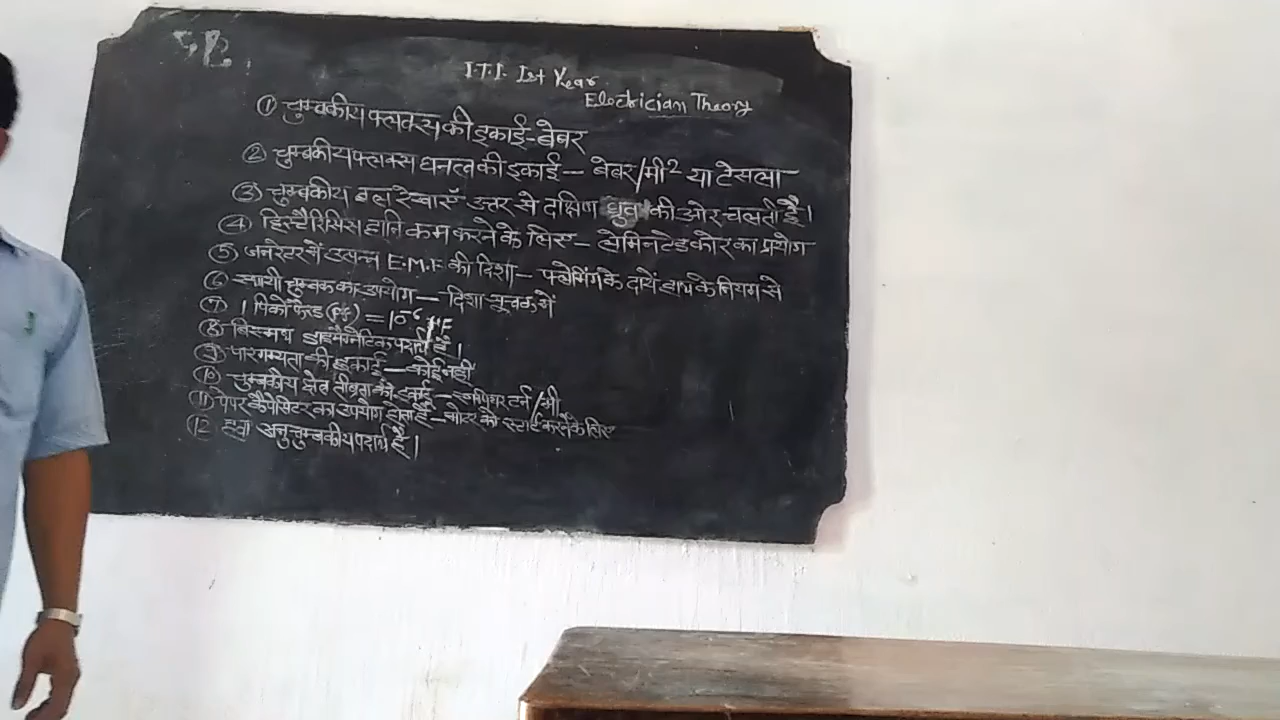 I.T.I. Ist Year
Electrician Theory
① चुम्बकीय फ्लक्स की इकाई - बेबर
② चुम्बकीय फ्लक्स घनत्व की इकाई — बेबर/मी² या टेसला
③ चुम्बकीय बल रेखाएँ उत्तर से दक्षिण ध्रुव की ओर चलती है।
④ हिस्टैरिसिस हानि कम करने के लिए — लेमिनेटेड कोर का प्रयोग
⑤ जनरेटर में उत्पन्न E.M.F की दिशा — फ्लेमिंग के दायें हाथ के नियम से
⑥ स्थायी चुम्बक का उपयोग — दिशा सूचक में
⑦ 1 पिको फैरड (PF) = 10⁻⁶ µF
⑧ बिस्मथ डाइमैग्नेटिक पदार्थ है।
⑨ पारगम्यता की इकाई — कोई नहीं
⑩ चुम्बकीय क्षेत्र तीव्रता की इकाई — एम्पियर टर्न/मी
⑪ पेपर कैपेसिटर का उपयोग होता है — मोटर को स्टार्ट करने के लिए
⑫ हवा अनुचुम्बकीय पदार्थ है।